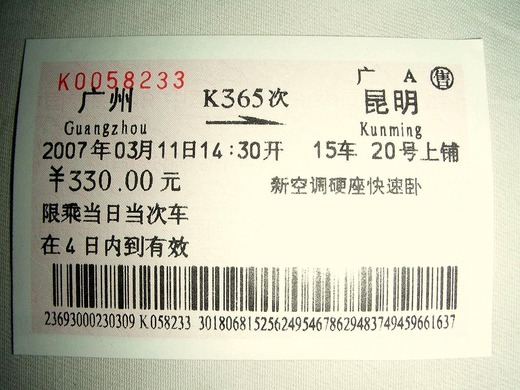 K0058233
广 A 售
广州 K365次 昆明
Guangzhou Kunming
2007年03月11日14:30开 15车 20号上铺
¥330.00元 新空调硬座快速卧
限乘当日当次车
在4日内到有效
23693000230309 K 058233 3018068152562495467862948374945966​1637